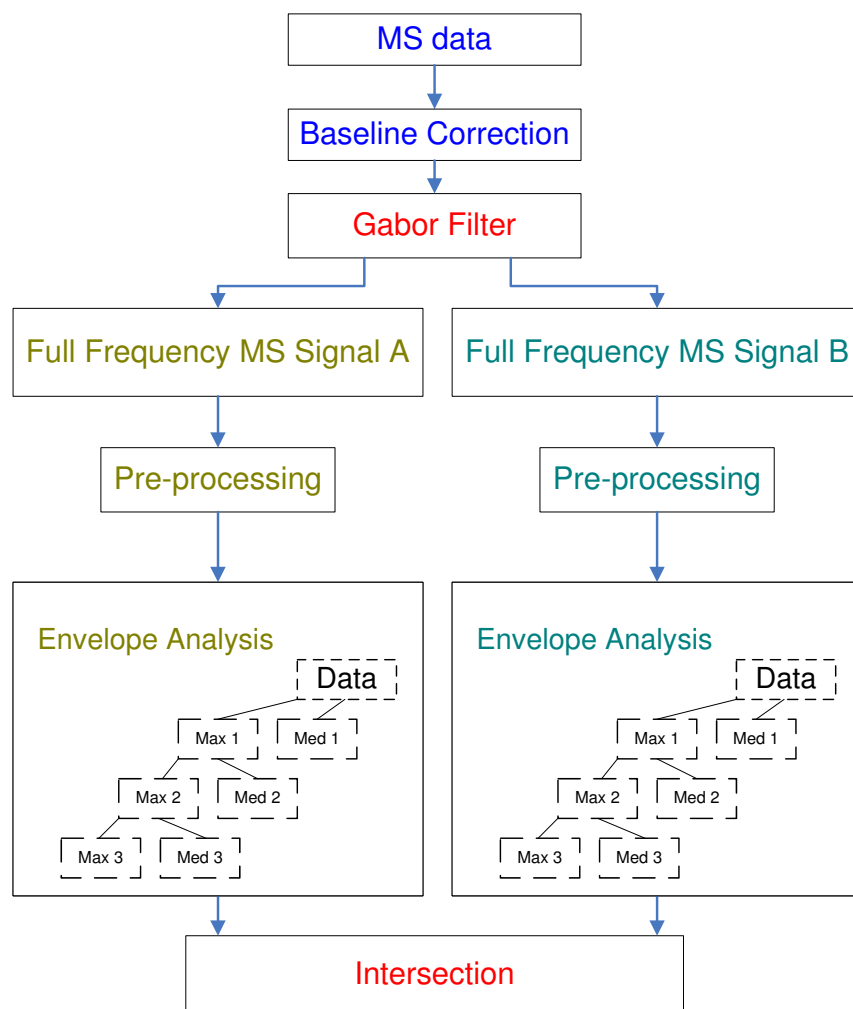 MS data
Baseline Correction
Gabor Filter
Full Frequency MS Signal A
Full Frequency MS Signal B
Pre-processing
Pre-processing
Envelope Analysis
Data
Max 1
Med 1
Max 2
Med 2
Max 3
Med 3
Envelope Analysis
Data
Max 1
Med 1
Max 2
Med 2
Max 3
Med 3
Intersection